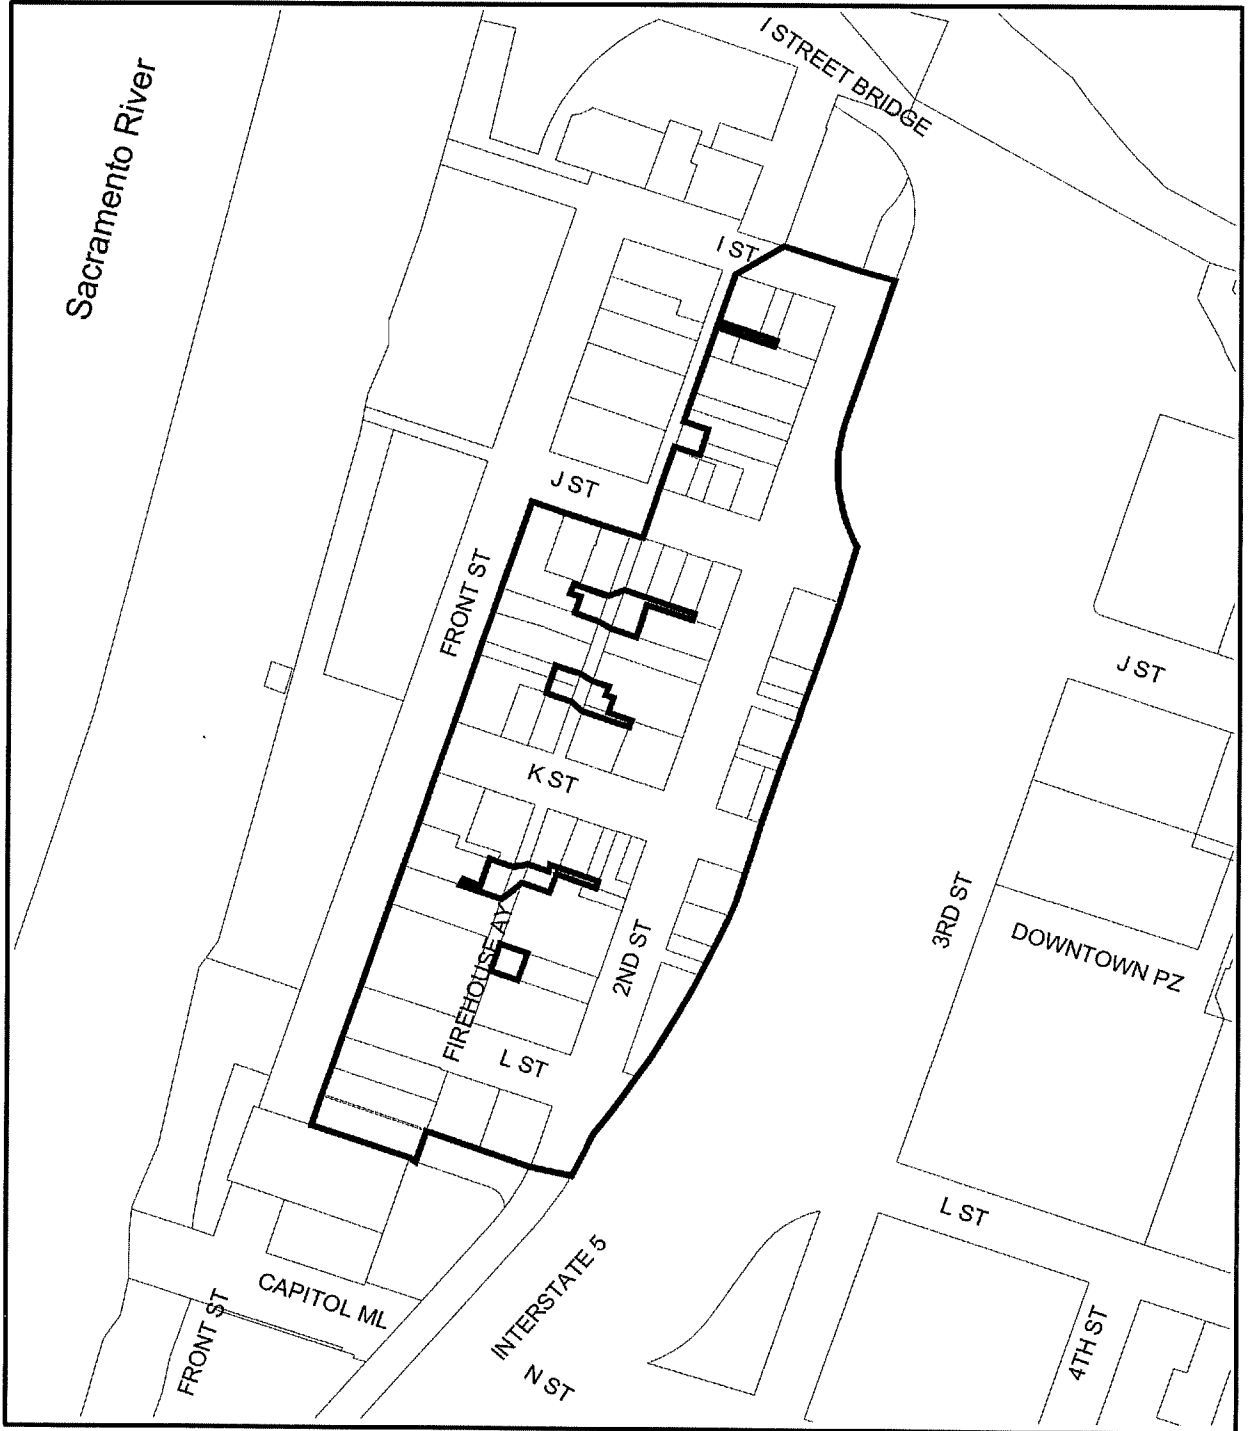 I STREET BRIDGE
Sacramento River
I ST
J ST
FRONT ST
J ST
K ST
3RD ST
2ND ST
DOWNTOWN PZ
FIREHOUSE AY
L ST
L ST
INTERSTATE 5
CAPITOL ML
FRONT ST
4TH ST
N ST